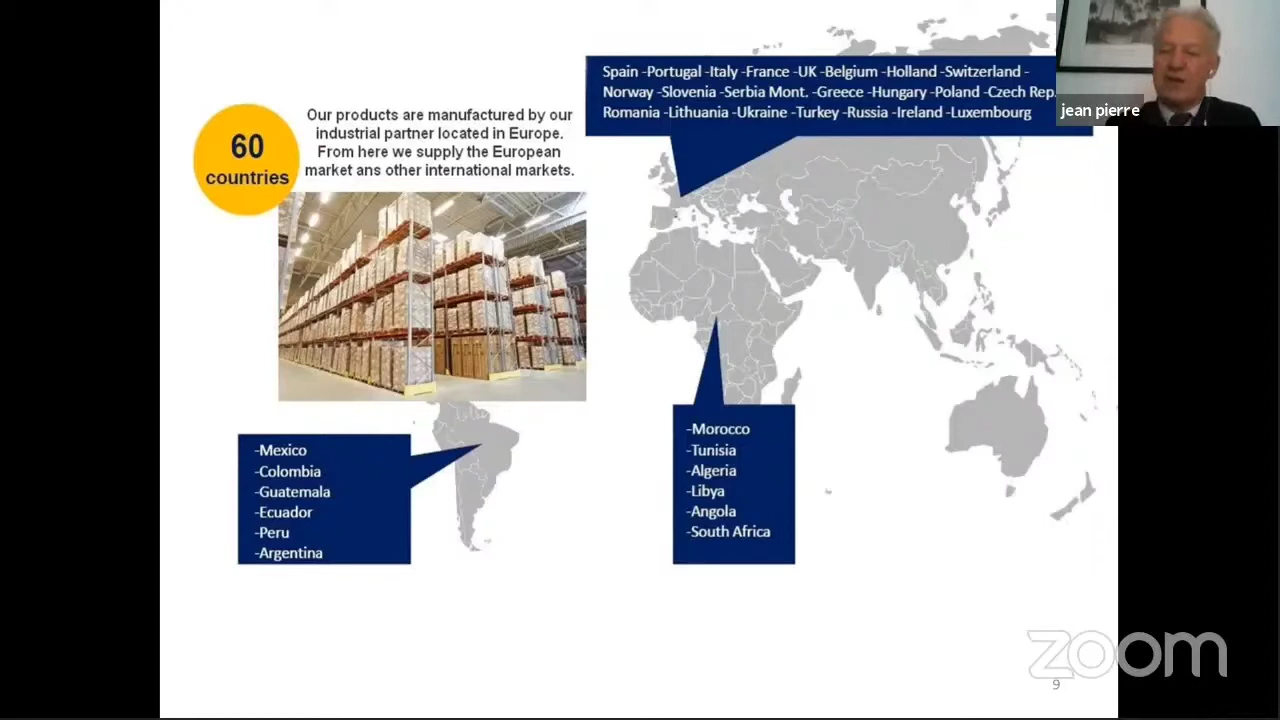 60
countries
Our products are manufactured by our
industrial partner located in Europe.
From here we supply the European
market ans other international markets.
Spain -Portugal -Italy -France -UK -Belgium -Holland -Switzerland -
Norway -Slovenia -Serbia Mont. -Greece -Hungary -Poland -Czech Rep.
Romania -Lithuania -Ukraine -Turkey -Russia -Ireland -Luxembourg
jean pierre
-Mexico
-Colombia
-Guatemala
-Ecuador
-Peru
-Argentina
-Morocco
-Tunisia
-Algeria
-Libya
-Angola
-South Africa
zoom
9